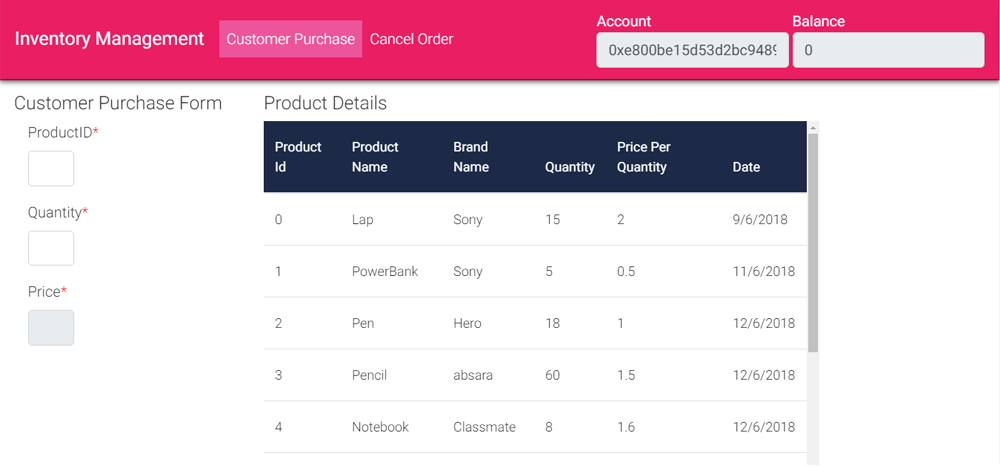 Inventory Management Customer Purchase Cancel Order
Account Balance
0xe800be15d53d2bc9489 0
Customer Purchase Form
ProductID*
Quantity*
Price*
Product Details
Product Id Product Name Brand Name Quantity Price Per Quantity Date
0 Lap Sony 15 2 9/6/2018
1 PowerBank Sony 5 0.5 11/6/2018
2 Pen Hero 18 1 12/6/2018
3 Pencil absara 60 1.5 12/6/2018
4 Notebook Classmate 8 1.6 12/6/2018